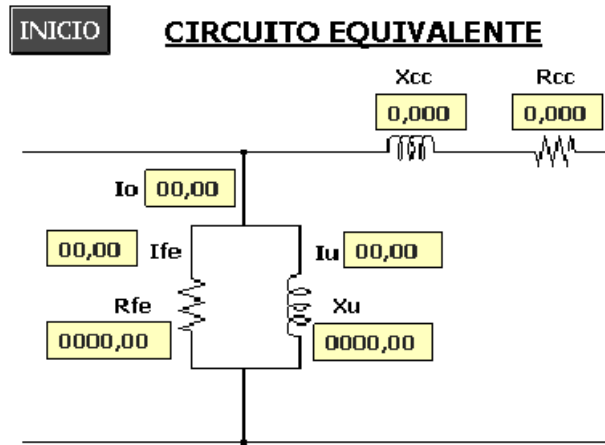 INICIO CIRCUITO EQUIVALENTE
Xcc Rcc
0,000 0,000
Io 00,00
00,00 Ife Iu 00,00
Rfe Xu
0000,00 0000,00